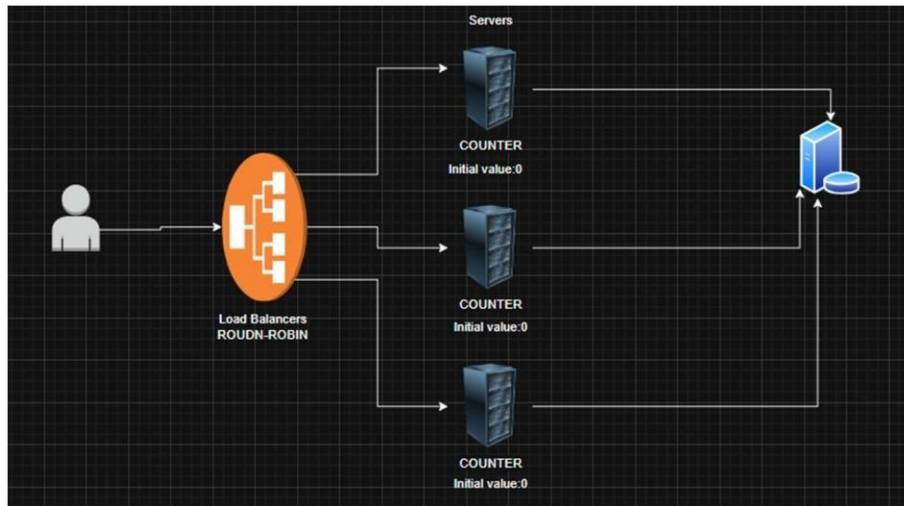 Servers
COUNTER
Initial value:0
Load Balancers
ROUDN-ROBIN
COUNTER
Initial value:0
COUNTER
Initial value:0